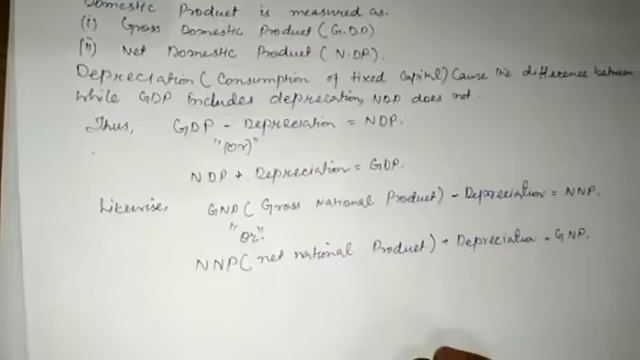 Domestic Product is measured as.
(i) Gross Domestic Product (G.D.P)
(ii) Net Domestic Product (N.DP).
Depreciation (Consumption of fixed Capital) Cause the difference between
while GDP includes deprecation, NDP does not.
Thus, GDP - Depreciation = NDP.
"(or)"
NDP + Depreciation = GDP.
Likewise, GNP (Gross National Product) - Depreciation = NNP.
"or".
NNP (net national Product) + Depreciation = GNP.